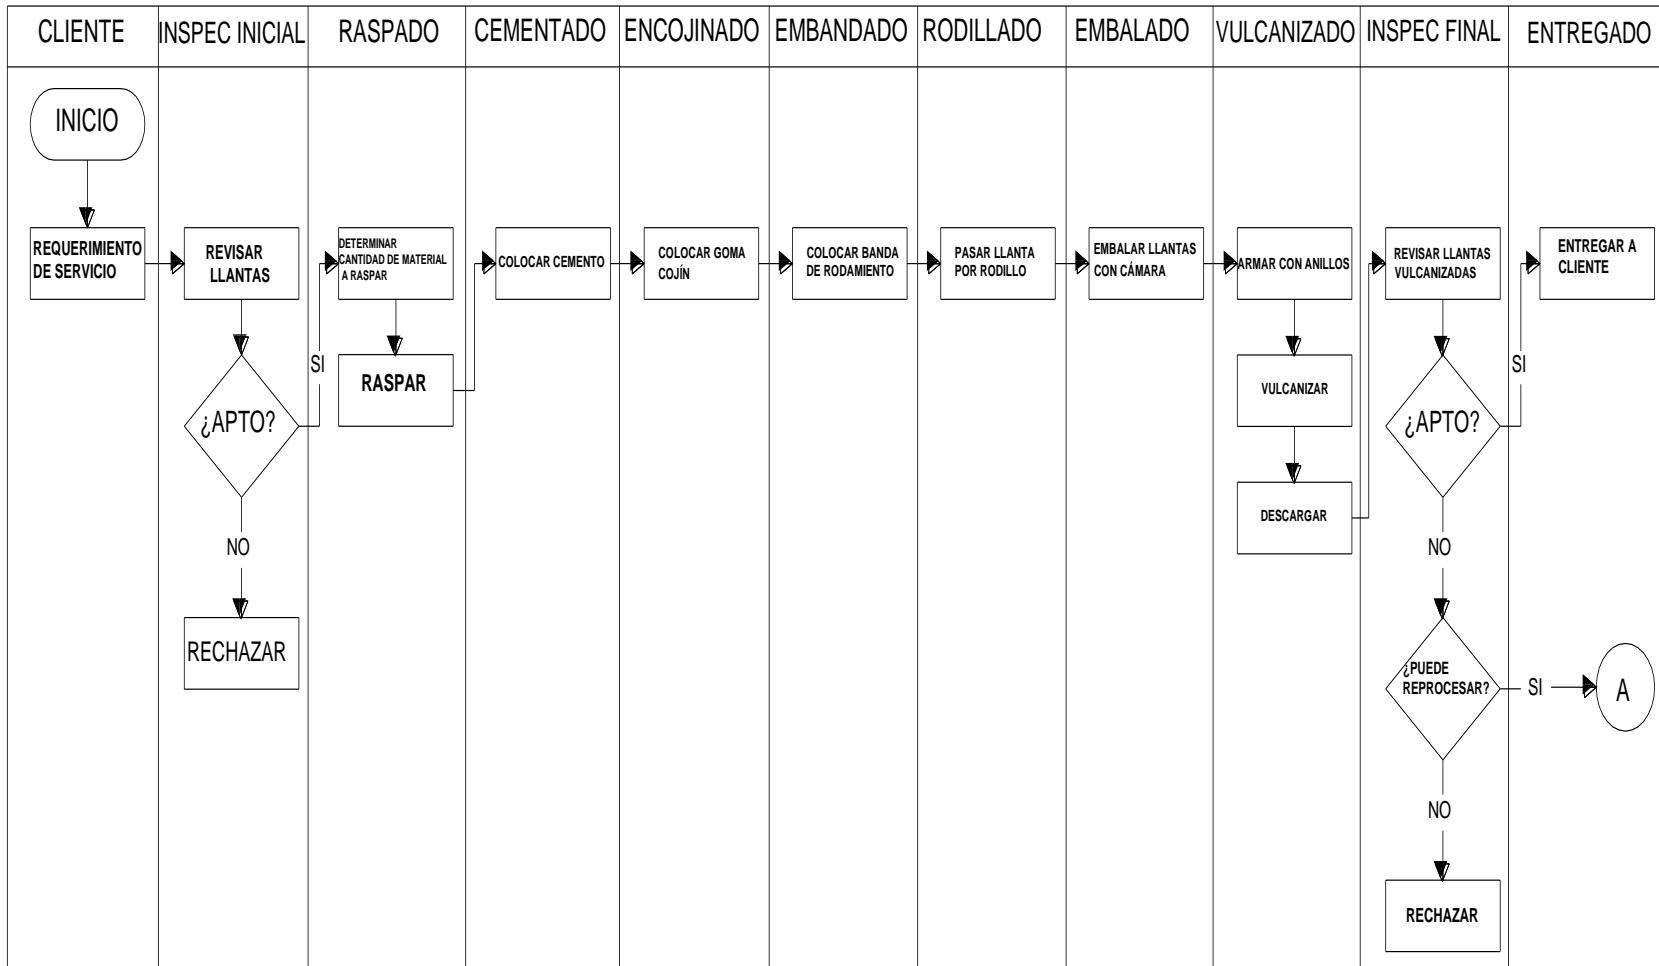 CLIENTE
INSPEC INICIAL
RASPADO
CEMENTADO
ENCOJINADO
EMBANDADO
RODILLADO
EMBALADO
VULCANIZADO
INSPEC FINAL
ENTREGADO
INICIO
REQUERIMIENTO
DE SERVICIO
REVISAR
LLANTAS
DETERMINAR
CANTIDAD DE MATERIAL
A RASPAR
COLOCAR CEMENTO
COLOCAR GOMA
COJÍN
COLOCAR BANDA
DE RODAMIENTO
PASAR LLANTA
POR RODILLO
EMBALAR LLANTAS
CON CÁMARA
ARMAR CON ANILLOS
REVISAR LLANTAS
VULCANIZADAS
ENTREGAR A
CLIENTE
SI
RASPAR
VULCANIZAR
SI
¿APTO?
¿APTO?
DESCARGAR
NO
NO
RECHAZAR
¿PUEDE
REPROCESAR?
SI
A
NO
RECHAZAR